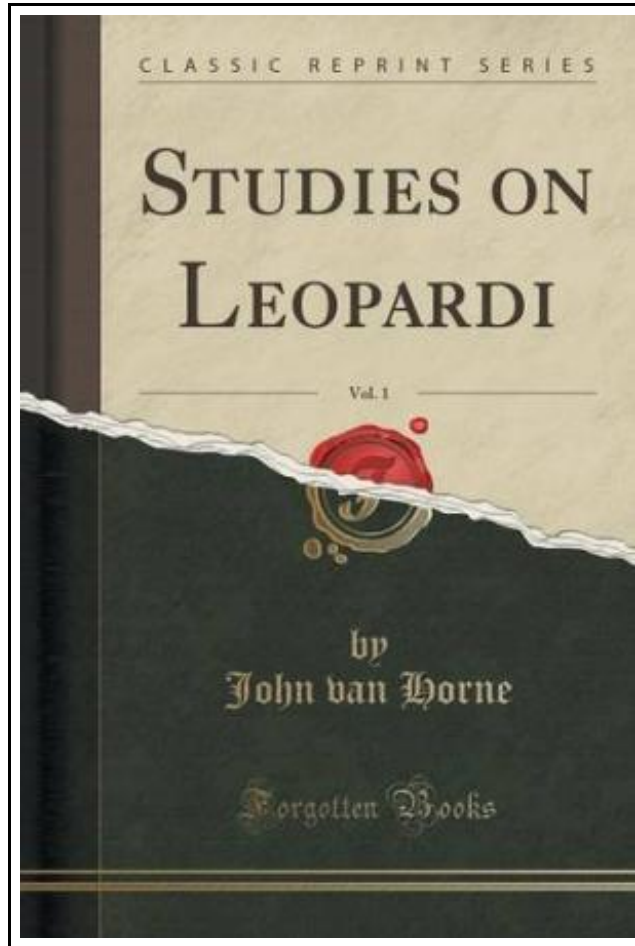 CLASSIC REPRINT SERIES
STUDIES ON
LEOPARDI
Vol. 1
by
John van Horne
Forgotten Books